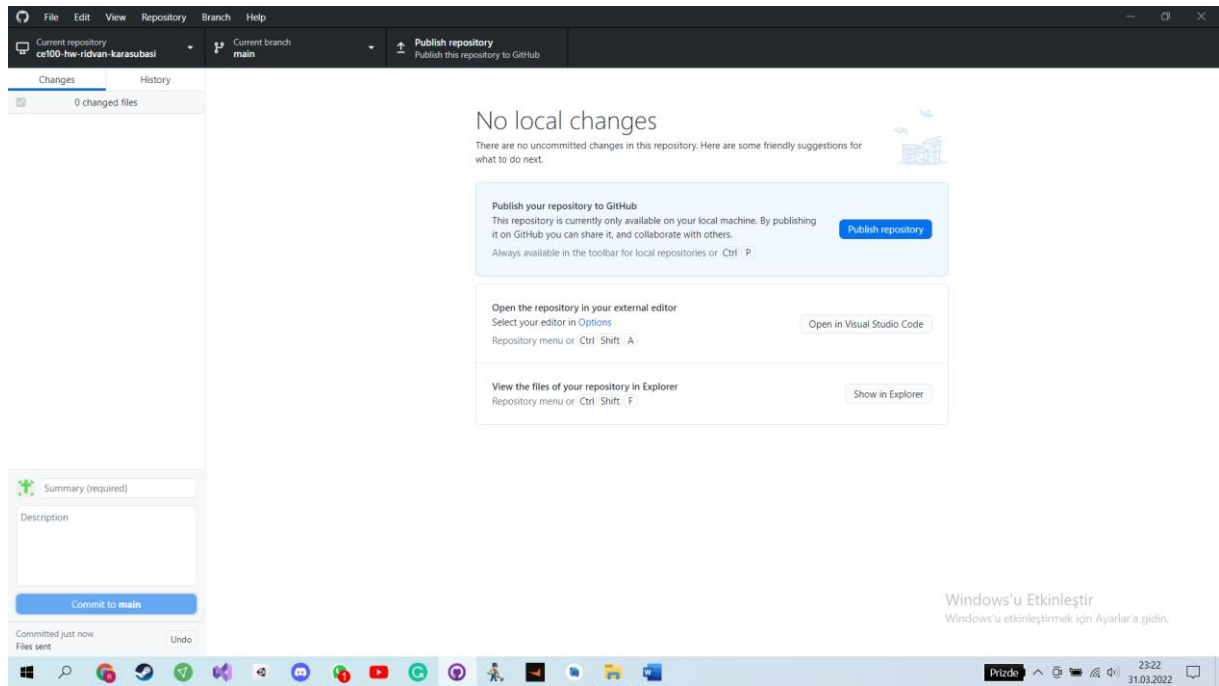 File Edit View Repository Branch Help
Current repository
ce100-hw-ridvan-karasubasi
Current branch
main
Publish repository
Publish this repository to GitHub
Changes History
0 changed files
No local changes
There are no uncommitted changes in this repository. Here are some friendly suggestions for
what to do next.
Publish your repository to GitHub
This repository is currently only available on your local machine. By publishing
it on GitHub you can share it, and collaborate with others.
Always available in the toolbar for local repositories or Ctrl P
Publish repository
Open the repository in your external editor
Select your editor in Options
Repository menu or Ctrl Shift A
Open in Visual Studio Code
View the files of your repository in Explorer
Repository menu or Ctrl Shift F
Show in Explorer
Summary (required)
Description
Commit to main
Committed just now
Files sent
Undo
Windows'u Etkinleştir
Windows'u etkinleştirmek için Ayarlar'a gidin.
Prizde
23:22
31.03.2022